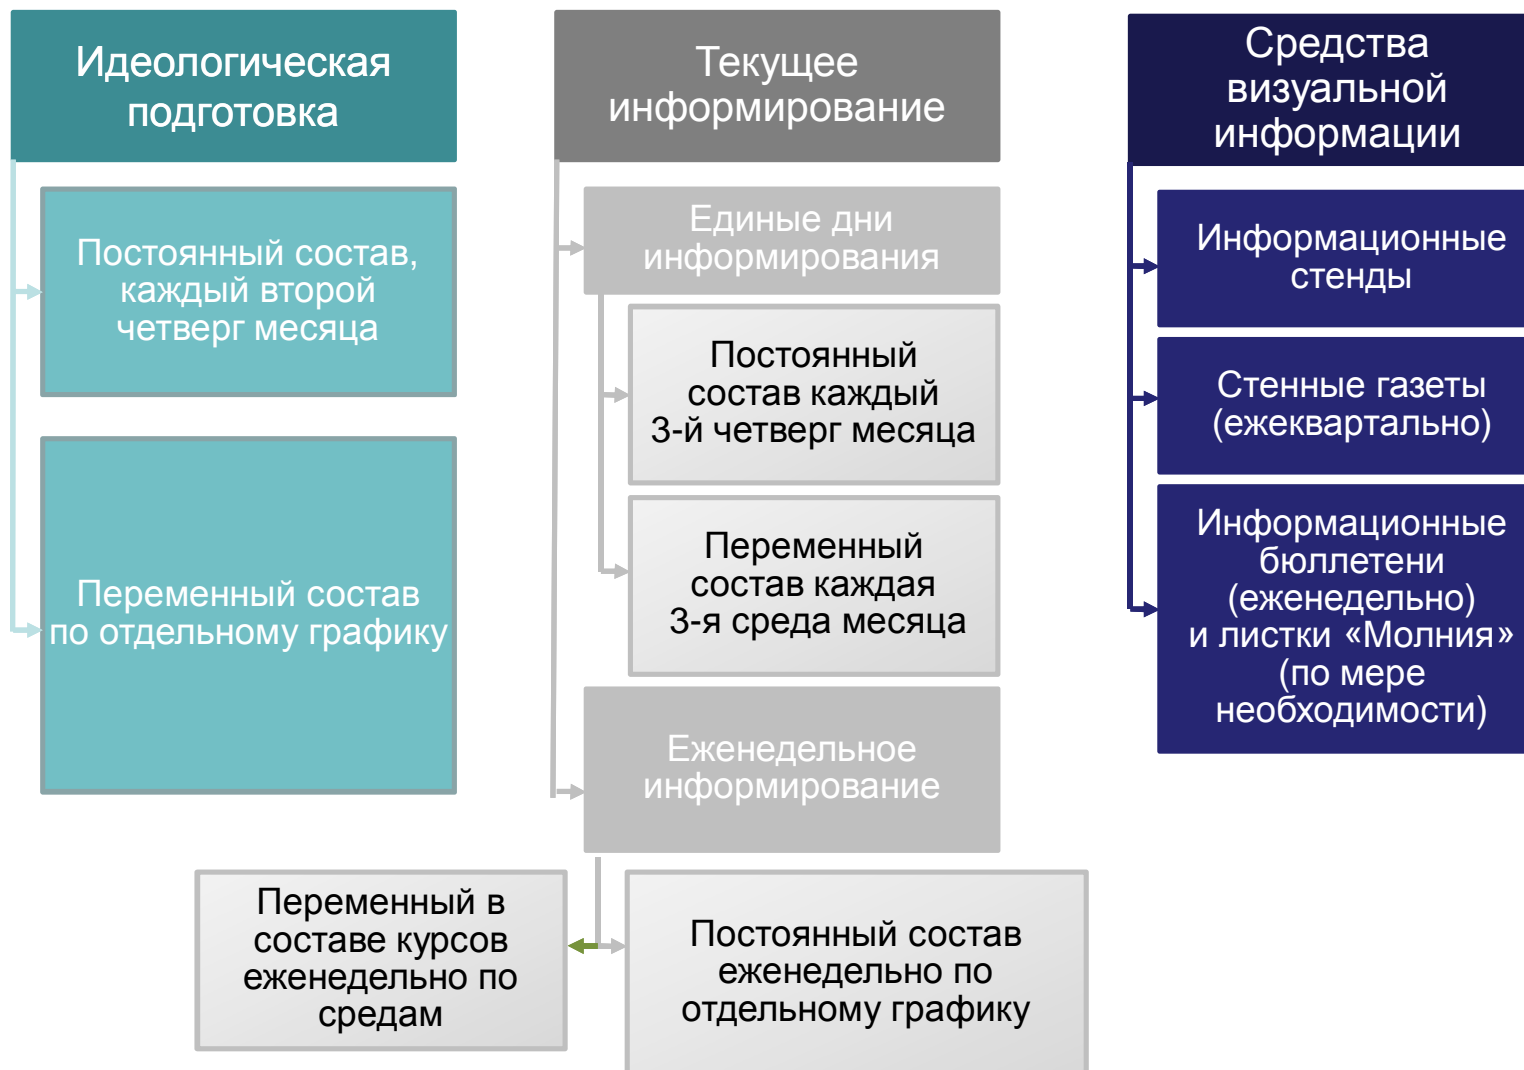 Идеологическая
подготовка
Постоянный состав,
каждый второй
четверг месяца
Переменный состав
по отдельному графику
Текущее
информирование
Единые дни
информирования
Постоянный
состав каждый
3-й четверг месяца
Переменный
состав каждая
3-я среда месяца
Еженедельное
информирование
Переменный в
составе курсов
еженедельно по
средам
Постоянный состав
еженедельно по
отдельному графику
Средства
визуальной
информации
Информационные
стенды
Стенные газеты
(ежеквартально)
Информационные
бюллетени
(еженедельно)
и листки «Молния»
(по мере
необходимости)